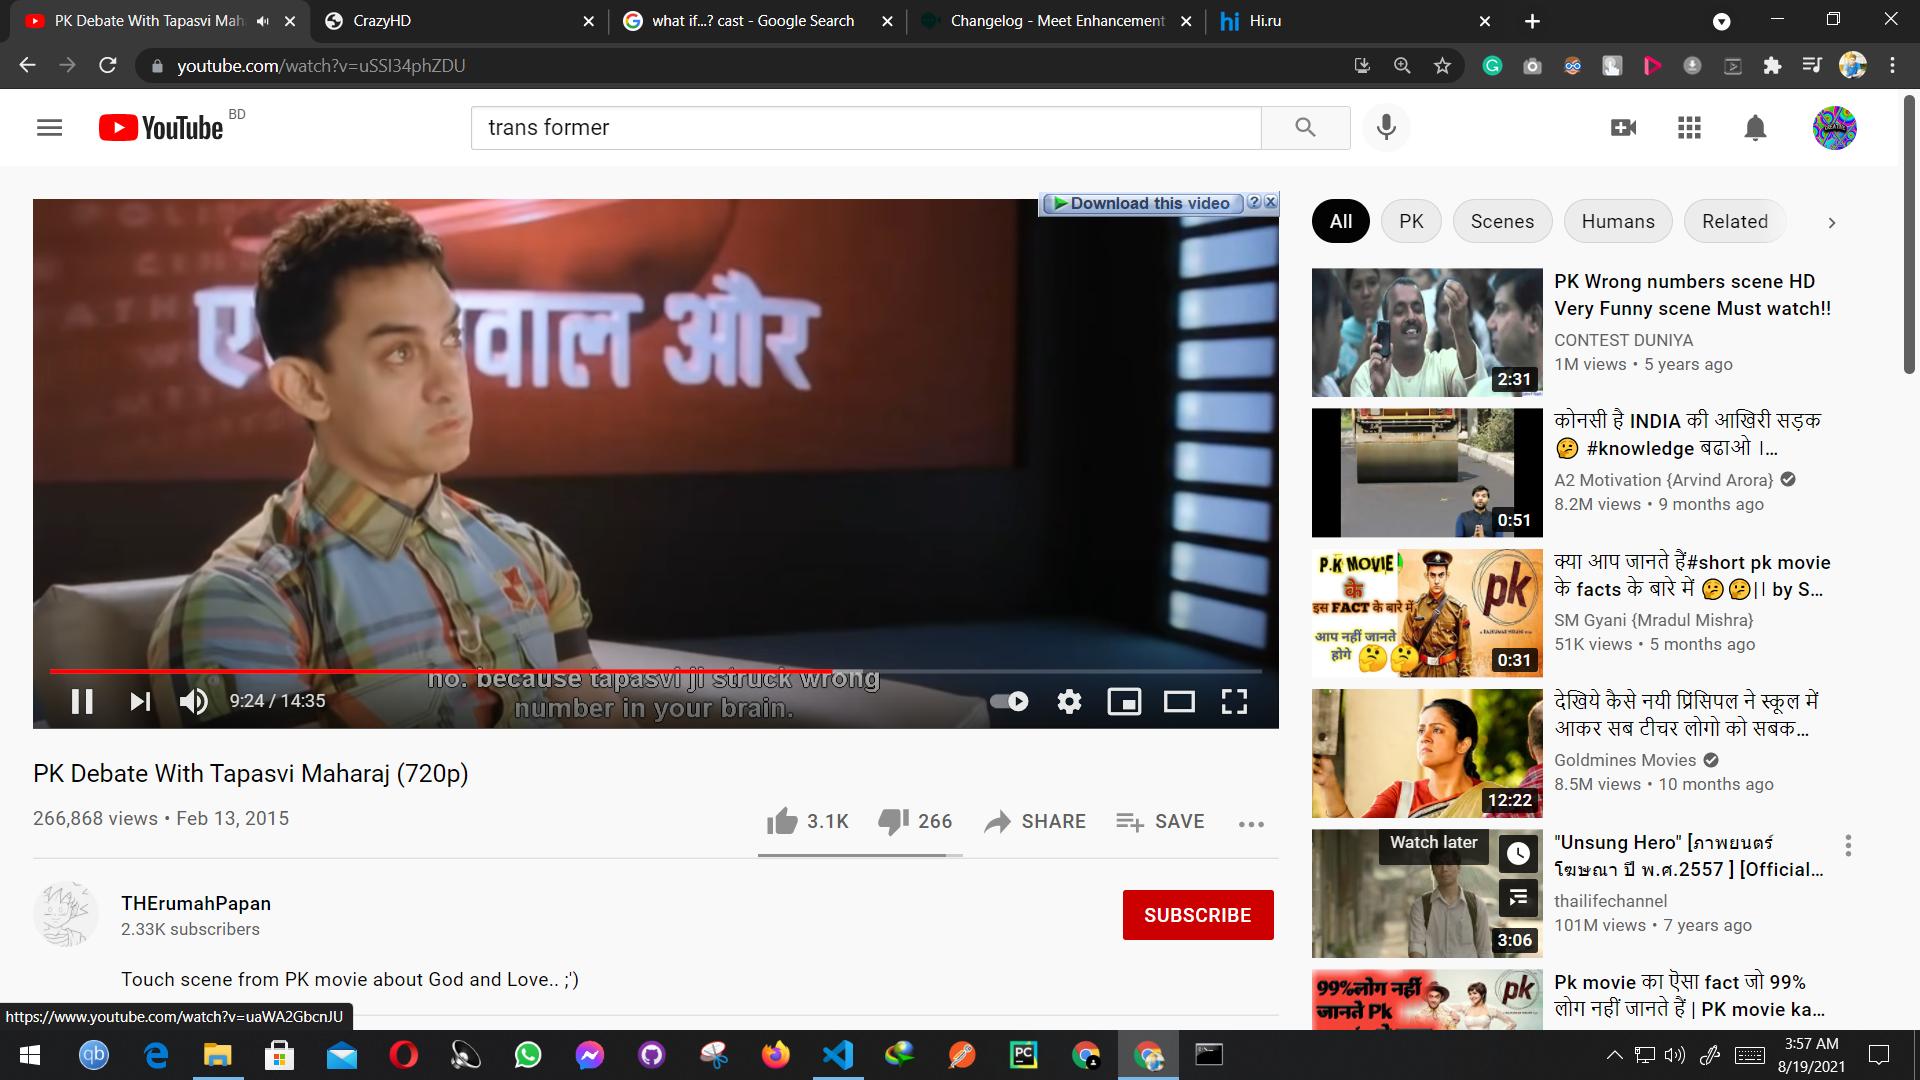 PK Debate With Tapasvi Mah
CrazyHD
what if...? cast - Google Search
Changelog - Meet Enhancement
hi Hi.ru
youtube.com/watch?v=uSSI34phZDU
YouTube BD
trans former
Download this video ? x
एक सवाल और
no. because tapasvi ji struck wrong
number in your brain.
9:24 / 14:35
PK Debate With Tapasvi Maharaj (720p)
266,868 views • Feb 13, 2015
3.1K 266 SHARE SAVE
THErumahPapan
2.33K subscribers
SUBSCRIBE
Touch scene from PK movie about God and Love.. ;')
https://www.youtube.com/watch?v=uaWA2GbcnJU
All PK Scenes Humans Related
2:31
PK Wrong numbers scene HD
Very Funny scene Must watch!!
CONTEST DUNIYA
1M views • 5 years ago
0:51
कोनसी है INDIA की आखिरी सड़क
🤔 #knowledge बढाओ ।...
A2 Motivation {Arvind Arora}
8.2M views • 9 months ago
P.K MOVIE
के
इस FACT के बारे में
आप नहीं जानते
होगे
pk
0:31
क्या आप जानते हैं#short pk movie
के facts के बारे में 🤔🤔|| by S...
SM Gyani {Mradul Mishra}
51K views • 5 months ago
12:22
देखिये कैसे नयी प्रिंसिपल ने स्कूल में
आकर सब टीचर लोगो को सबक...
Goldmines Movies
8.5M views • 10 months ago
Watch later
3:06
"Unsung Hero" [ภาพยนตร์
โฆษณา ปี พ.ศ.2557 ] [Official...
thailifechannel
101M views • 7 years ago
99%लोग नहीं
जानते Pk
pk
Pk movie का ऐसा fact जो 99%
लोग नहीं जानते हैं | PK movie ka...
qb
PC
3:57 AM
8/19/2021